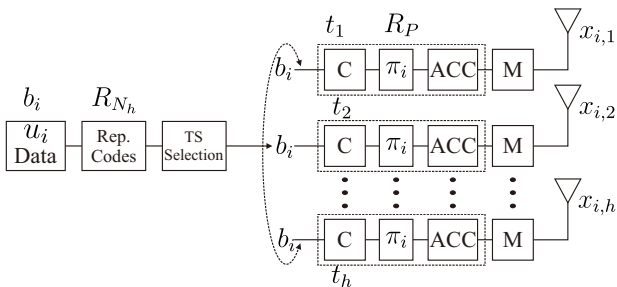 t_1 R_P
b_i C π_i ACC M x_{i,1}
b_i R_{N_h}
u_i Data Rep. Codes TS Selection
t_2
b_i C π_i ACC M x_{i,2}
b_i C π_i ACC M x_{i,h}
t_h